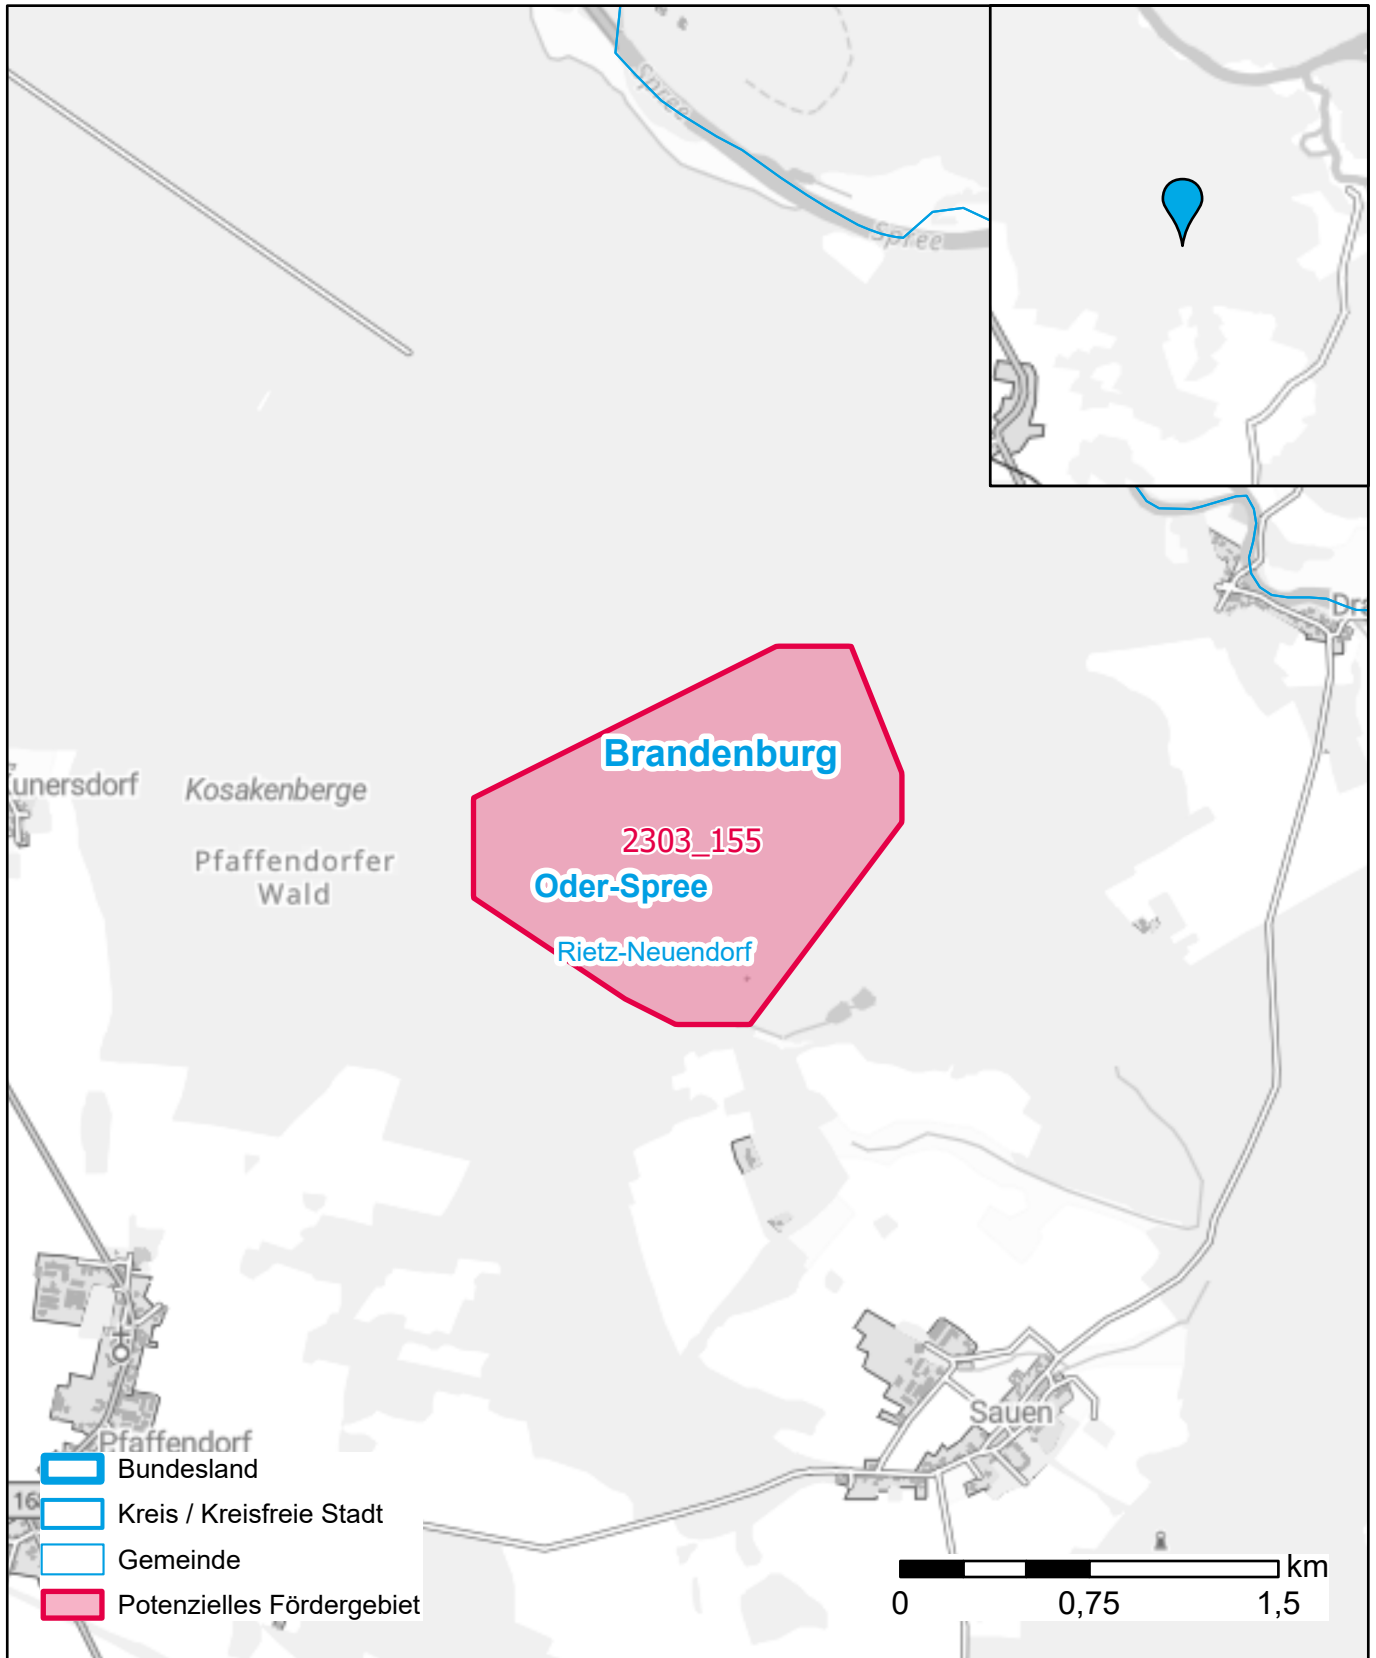 Spree
Spree
Kosakenberge
Pfaffendorfer
Wald
Brandenburg
2303_155
Oder-Spree
Rietz-Neuendorf
Sauen
Pfaffendorf
Bundesland
Kreis / Kreisfreie Stadt
Gemeinde
Potenzielles Fördergebiet
km
0 0,75 1,5